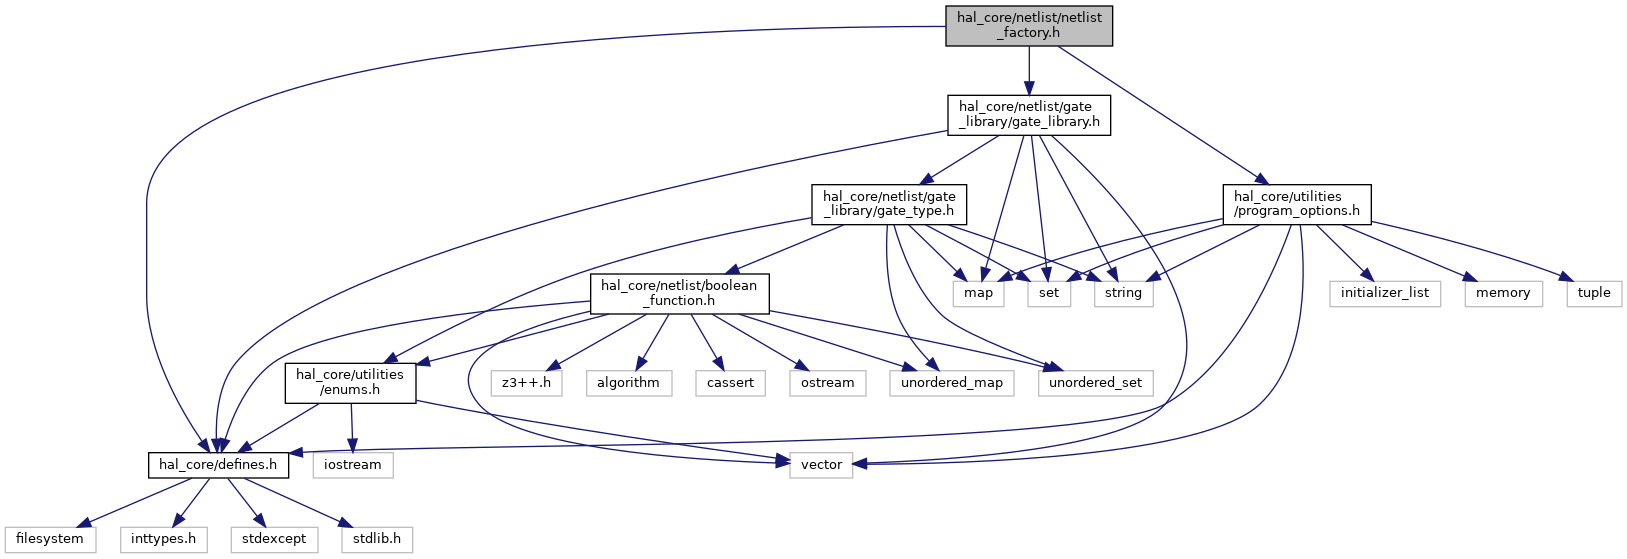 hal_core/netlist/netlist
_factory.h
hal_core/netlist/gate
_library/gate_library.h
hal_core/netlist/gate
_library/gate_type.h
hal_core/utilities
/program_options.h
hal_core/netlist/boolean
_function.h
map
set
string
initializer_list
memory
tuple
hal_core/utilities
/enums.h
z3++.h
algorithm
cassert
ostream
unordered_map
unordered_set
hal_core/defines.h
iostream
vector
filesystem
inttypes.h
stdexcept
stdlib.h